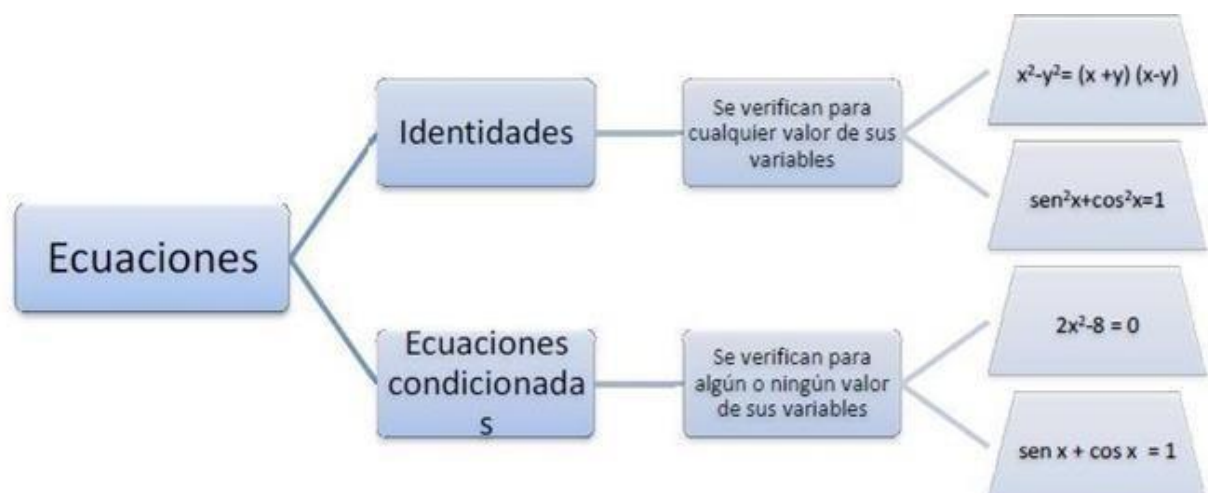 Ecuaciones
Identidades
Se verifican para
cualquier valor de sus
variables
x²-y²= (x +y) (x-y)
sen²x+cos²x=1
Ecuaciones
condicionada
s
Se verifican para
algún o ningún valor
de sus variables
2x²-8 = 0
sen x + cos x = 1